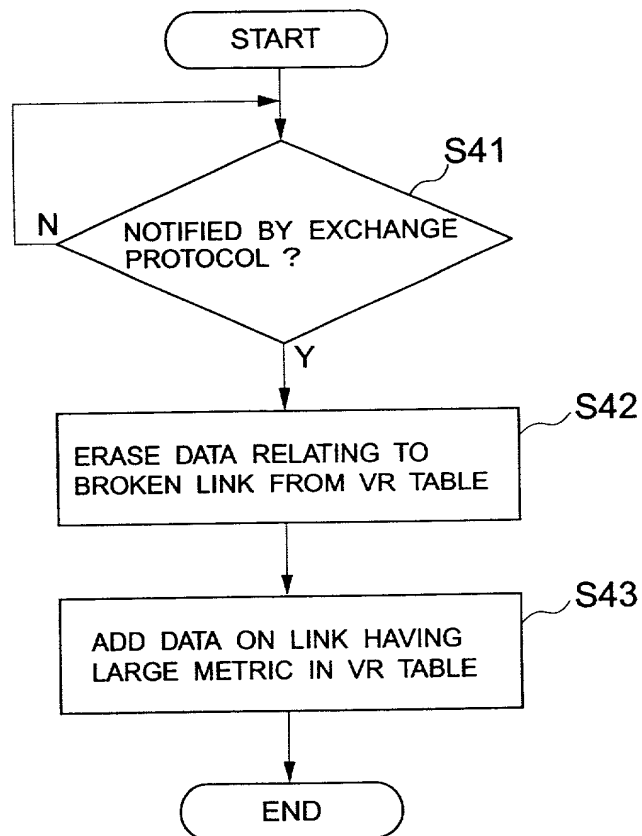 START
S41
N
NOTIFIED BY EXCHANGE
PROTOCOL ?
Y
S42
ERASE DATA RELATING TO
BROKEN LINK FROM VR TABLE
S43
ADD DATA ON LINK HAVING
LARGE METRIC IN VR TABLE
END